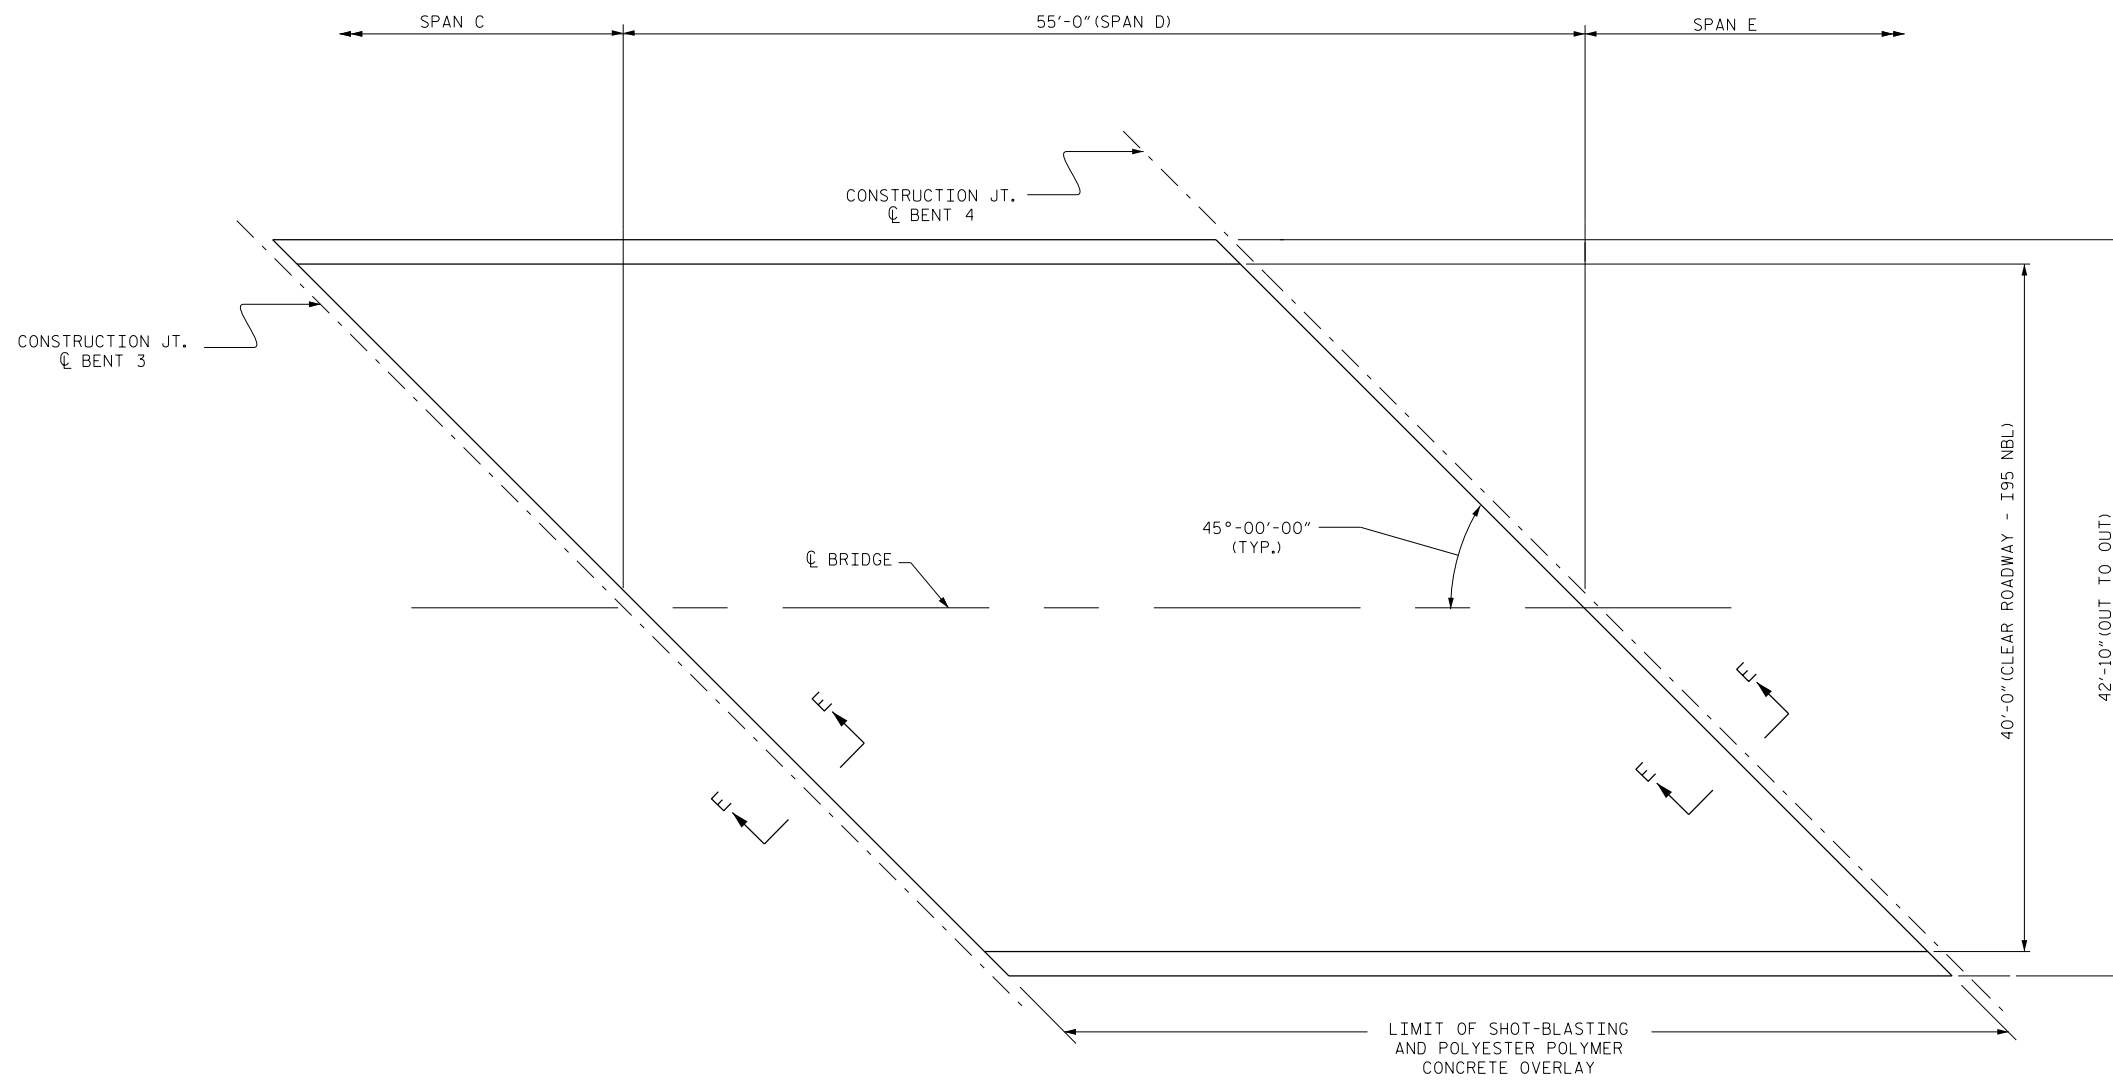 SPAN C
55'-0"(SPAN D)
SPAN E
CONSTRUCTION JT.
℄ BENT 4
CONSTRUCTION JT.
℄ BENT 3
45°-00'-00"
(TYP.)
℄ BRIDGE
40'-0"(CLEAR ROADWAY - I95 NBL)
42'-10"(OUT TO OUT)
E
E
E
E
LIMIT OF SHOT-BLASTING
AND POLYESTER POLYMER
CONCRETE OVERLAY